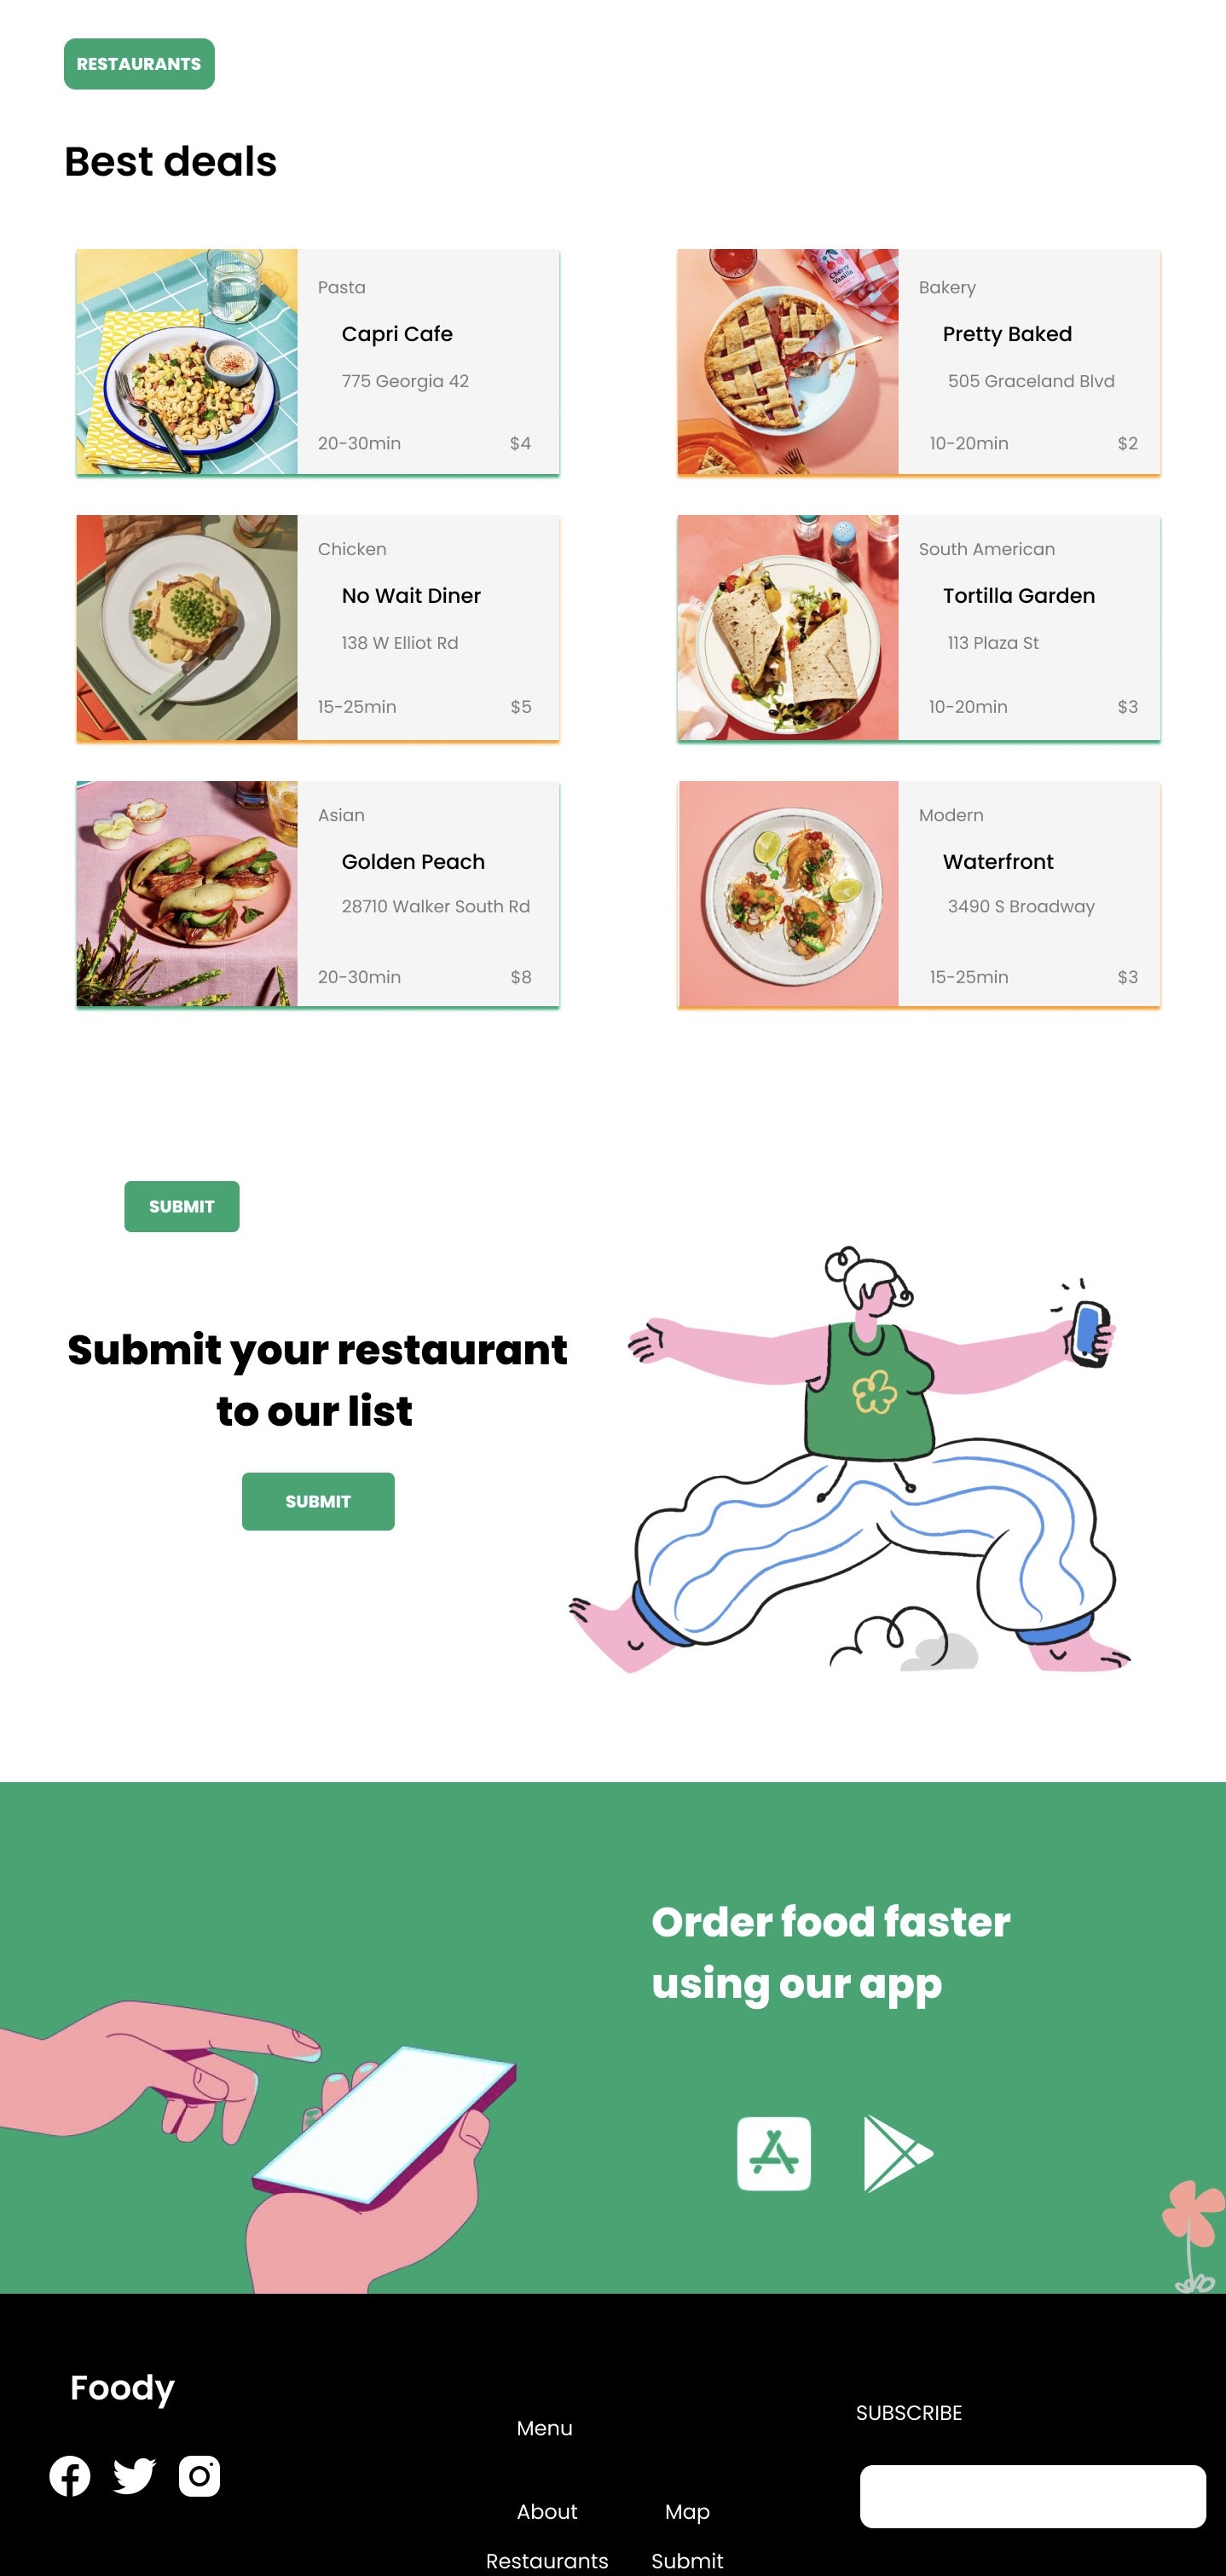 RESTAURANTS
Best deals
Pasta
Capri Cafe
775 Georgia 42
20-30min $4
Cherry
Vanilla
Bakery
Pretty Baked
505 Graceland Blvd
10-20min $2
Chicken
No Wait Diner
138 W Elliot Rd
15-25min $5
South American
Tortilla Garden
113 Plaza St
10-20min $3
Asian
Golden Peach
28710 Walker South Rd
20-30min $8
Modern
Waterfront
3490 S Broadway
15-25min $3
SUBMIT
Submit your restaurant
to our list
SUBMIT
Order food faster
using our app
Foody
Menu
About Map
Restaurants Submit
SUBSCRIBE